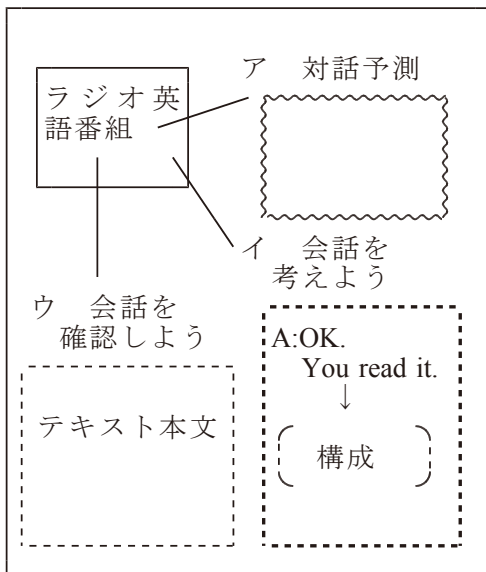 ラジオ英
語番組
ア 対話予測
イ 会話を
考えよう
ウ 会話を
確認しよう
テキスト本文
A:OK.
You read it.
↓
構成